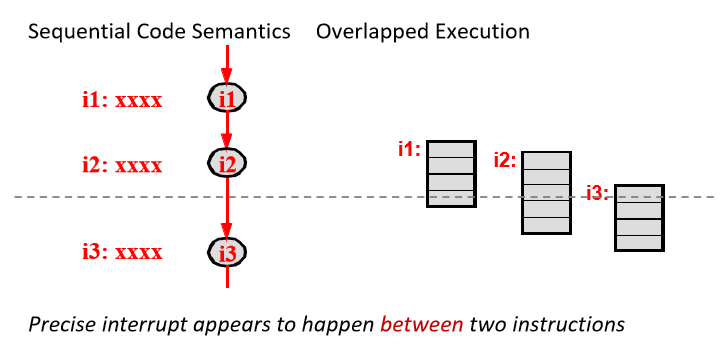 Sequential Code Semantics Overlapped Execution
i1: xxxx i1
i1:
i2: xxxx i2 i2:
i3:
i3: xxxx i3
Precise interrupt appears to happen between two instructions